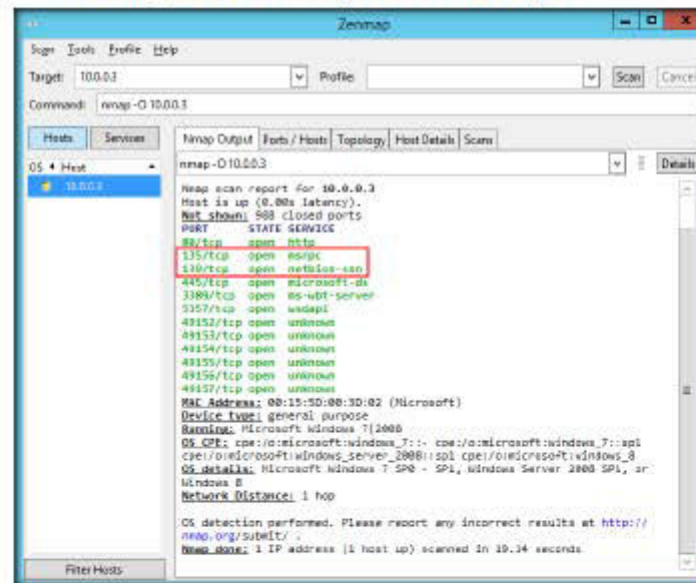 Zenmap
Scan Tools Profile Help
Target: 10.0.0.3 Profile: Scan Cancel
Command: nmap -O 10.0.0.3
Hosts Services Nmap Output Ports / Hosts Topology Host Details Scans
OS Host
nmap -O 10.0.0.3 Details
10.0.0.3
Nmap scan report for 10.0.0.3
Host is up (0.00s latency).
Not shown: 988 closed ports
PORT STATE SERVICE
80/tcp open http
135/tcp open msrpc
139/tcp open netbios-ssn
445/tcp open microsoft-ds
3389/tcp open ms-wbt-server
5357/tcp open wsdapi
49152/tcp open unknown
49153/tcp open unknown
49154/tcp open unknown
49155/tcp open unknown
49156/tcp open unknown
49157/tcp open unknown
MAC Address: 00:15:5D:00:3D:02 (Microsoft)
Device type: general purpose
Running: Microsoft Windows 7|2008
OS CPE: cpe:/o:microsoft:windows_7::- cpe:/o:microsoft:windows_7::sp1
cpe:/o:microsoft:windows_server_2008::sp1 cpe:/o:microsoft:windows_8
OS details: Microsoft Windows 7 SP0 - SP1, Windows Server 2008 SP1, or
Windows 8
Network Distance: 1 hop
OS detection performed. Please report any incorrect results at http://
nmap.org/submit/ .
Nmap done: 1 IP address (1 host up) scanned in 19.34 seconds
Filter Hosts